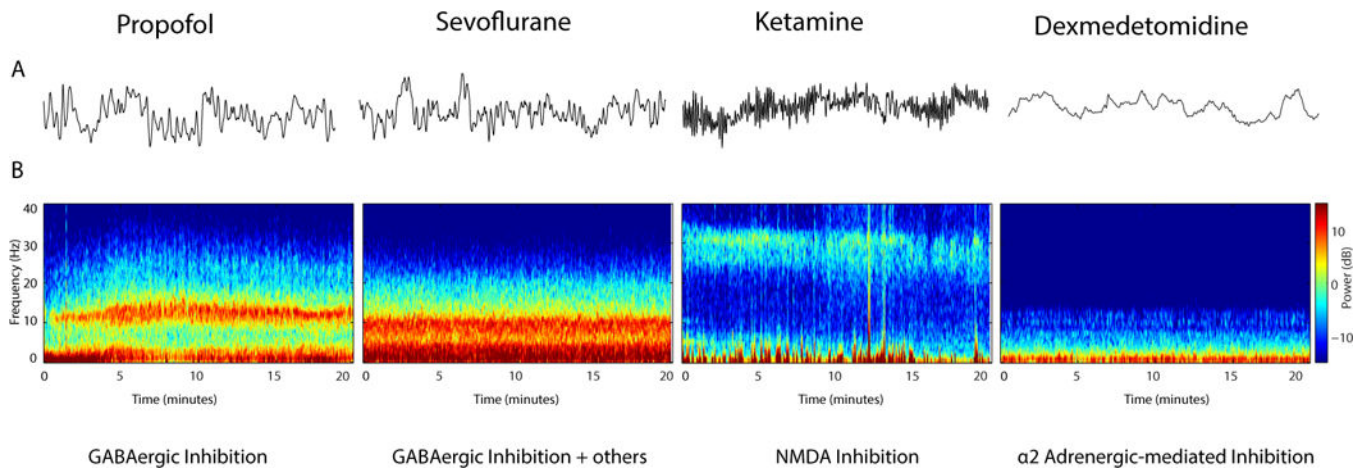 Propofol Sevoflurane Ketamine Dexmedetomidine
A
B
40
30
20
10
0
Frequency (Hz)
0 5 10 15 20
Time (minutes)
0 5 10 15 20
Time (minutes)
0 5 10 15 20
Time (minutes)
0 5 10 15 20
Time (minutes)
10
−10
Power (dB)
GABAergic Inhibition GABAergic Inhibition + others NMDA Inhibition α2 Adrenergic-mediated Inhibition